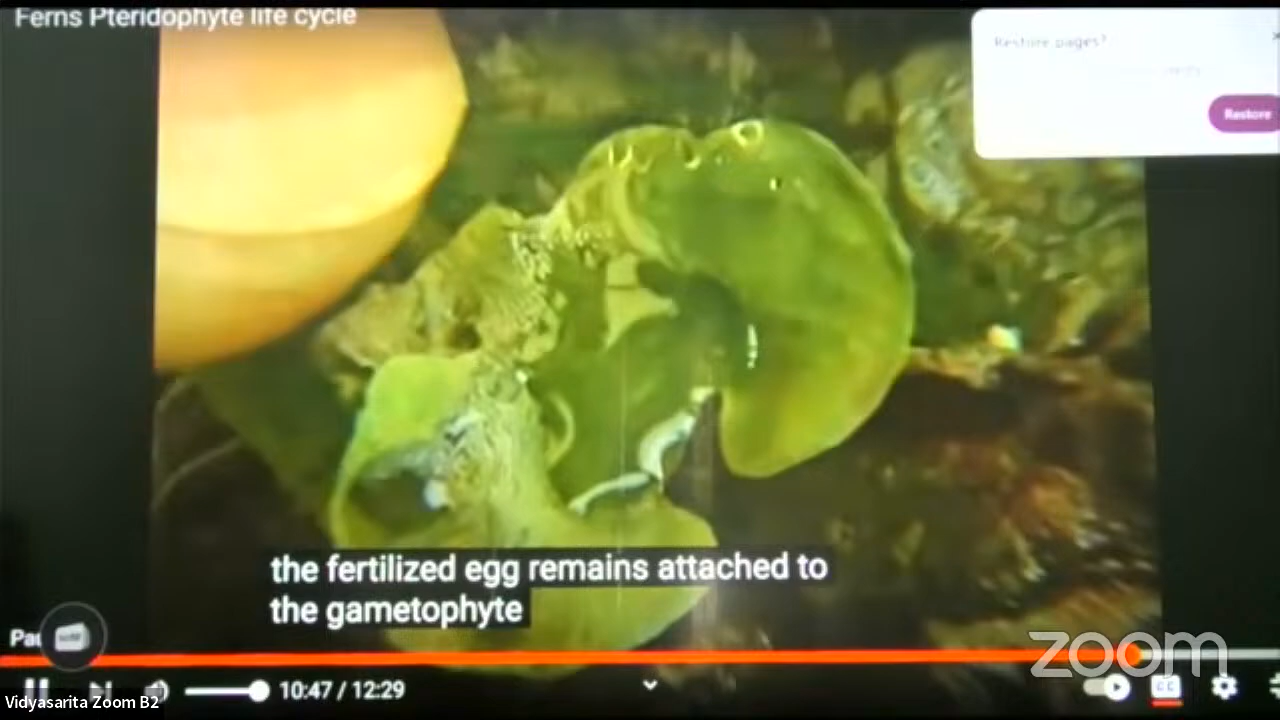 Ferns Pteridophyte life cycle
Restore pages?
Restore
the fertilized egg remains attached to
the gametophyte
zoom
10:47 / 12:29
CC
Vidyasarita Zoom B2